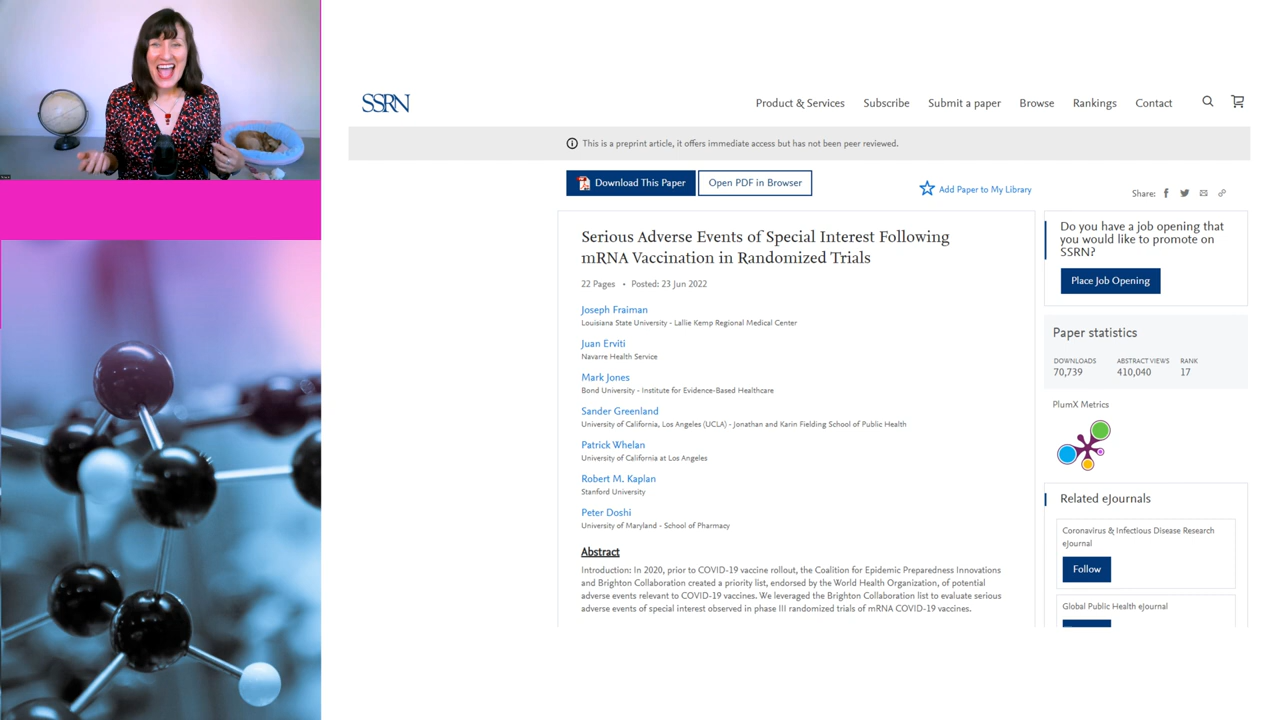 SSRN
Product & Services
Subscribe
Submit a paper
Browse
Rankings
Contact
This is a preprint article, it offers immediate access but has not been peer reviewed.
Download This Paper
Open PDF in Browser
Add Paper to My Library
Share:
Serious Adverse Events of Special Interest Following
mRNA Vaccination in Randomized Trials
22 Pages • Posted: 23 Jun 2022
Joseph Fraiman
Louisiana State University - Lallie Kemp Regional Medical Center
Juan Erviti
Navarre Health Service
Mark Jones
Bond University - Institute for Evidence-Based Healthcare
Sander Greenland
University of California, Los Angeles (UCLA) - Jonathan and Karin Fielding School of Public Health
Patrick Whelan
University of California at Los Angeles
Robert M. Kaplan
Stanford University
Peter Doshi
University of Maryland - School of Pharmacy
Abstract
Introduction: In 2020, prior to COVID-19 vaccine rollout, the Coalition for Epidemic Preparedness Innovations
and Brighton Collaboration created a priority list, endorsed by the World Health Organization, of potential
adverse events relevant to COVID-19 vaccines. We leveraged the Brighton Collaboration list to evaluate serious
adverse events of special interest observed in phase III randomized trials of mRNA COVID-19 vaccines.
Do you have a job opening that
you would like to promote on
SSRN?
Place Job Opening
Paper statistics
DOWNLOADS
70,739
ABSTRACT VIEWS
410,040
RANK
17
PlumX Metrics
Related eJournals
Coronavirus & Infectious Disease Research
eJournal
Follow
Global Public Health eJournal